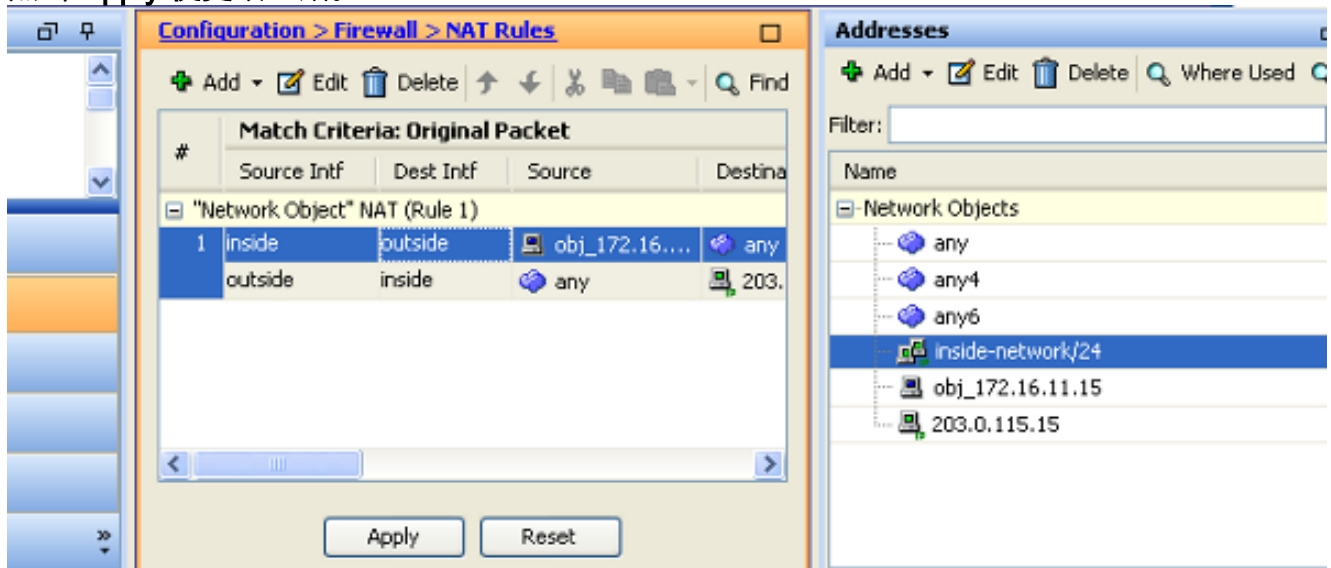 Apply
Configuration > Firewall > NAT Rules
Add Edit Delete Find
# Match Criteria: Original Packet
Source Intf Dest Intf Source Destina
"Network Object" NAT (Rule 1)
1 inside outside obj_172.16.... any
outside inside any 203.
Apply Reset
Addresses
Add Edit Delete Where Used
Filter:
Name
Network Objects
any
any4
any6
inside-network/24
obj_172.16.11.15
203.0.115.15